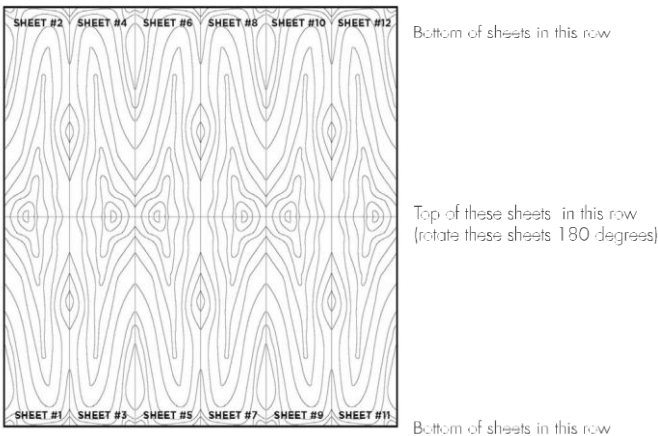 SHEET #2 SHEET #4 SHEET #6 SHEET #8 SHEET #10 SHEET #12
Bottom of sheets in this row
Top of these sheets in this row
(rotate these sheets 180 degrees)
SHEET #1 SHEET #3 SHEET #5 SHEET #7 SHEET #9 SHEET #11
Bottom of sheets in this row